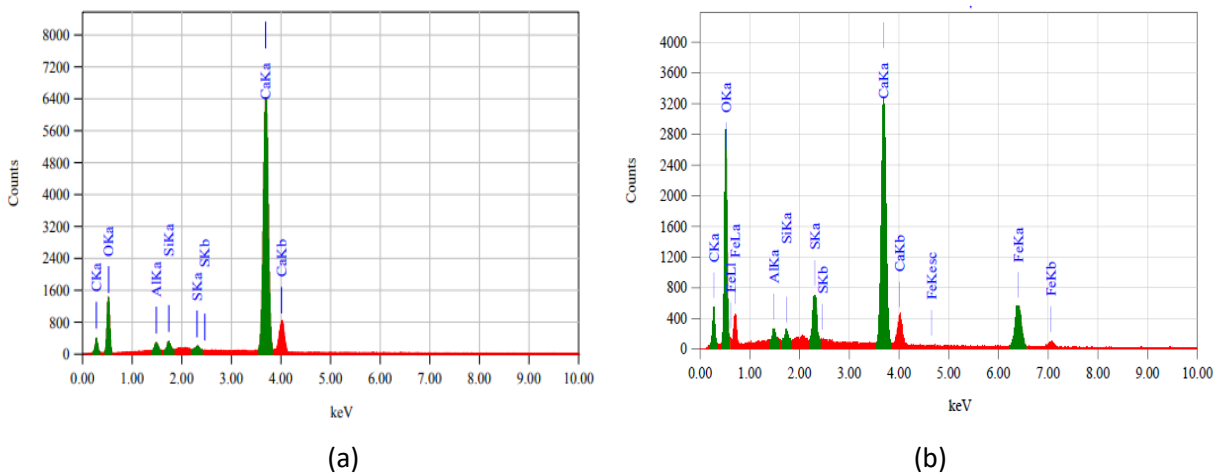 8000
7200
6400
5600
4800
4000
3200
2400
1600
800
0
Counts
CKa
OKa
AlKa
SiKa
SKa
SKb
CaKa
CaKb
0.00 1.00 2.00 3.00 4.00 5.00 6.00 7.00 8.00 9.00 10.00
keV
(a)
4000
3600
3200
2800
2400
2000
1600
1200
800
400
0
Counts
CKa
OKa
FeLl
FeLa
AlKa
SiKa
SKa
SKb
CaKa
CaKb
FeKesc
FeKa
FeKb
0.00 1.00 2.00 3.00 4.00 5.00 6.00 7.00 8.00 9.00 10.00
keV
(b)